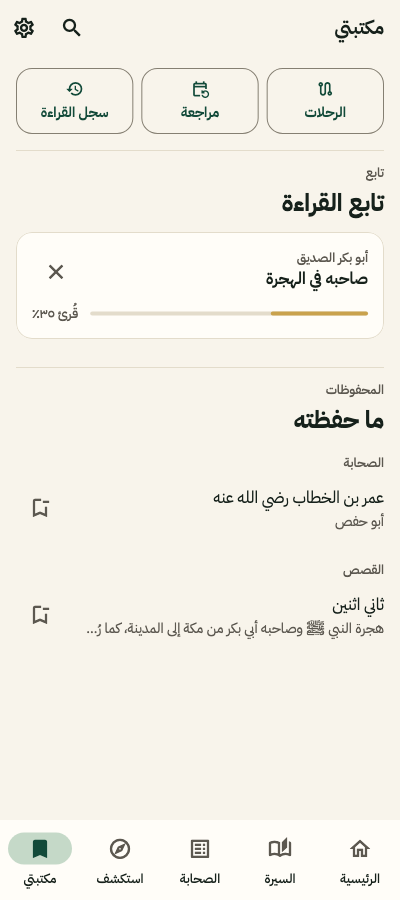 مكتبتي
الرحلات
مراجعة
سجل القراءة
تابع
تابع القراءة
أبو بكر الصديق
صاحبه في الهجرة
قُرئ ٣٥٪
المحفوظات
ما حفظته
الصحابة
عمر بن الخطاب رضي الله عنه
أبو حفص
القصص
ثاني اثنين
هجرة النبي ﷺ وصاحبه أبي بكر من مكة إلى المدينة، كما رُ...
الرئيسية
السيرة
الصحابة
استكشف
مكتبتي